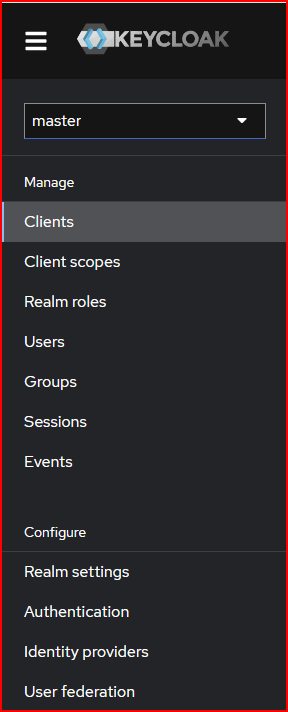 KEYCLOAK
master
Manage
Clients
Client scopes
Realm roles
Users
Groups
Sessions
Events
Configure
Realm settings
Authentication
Identity providers
User federation